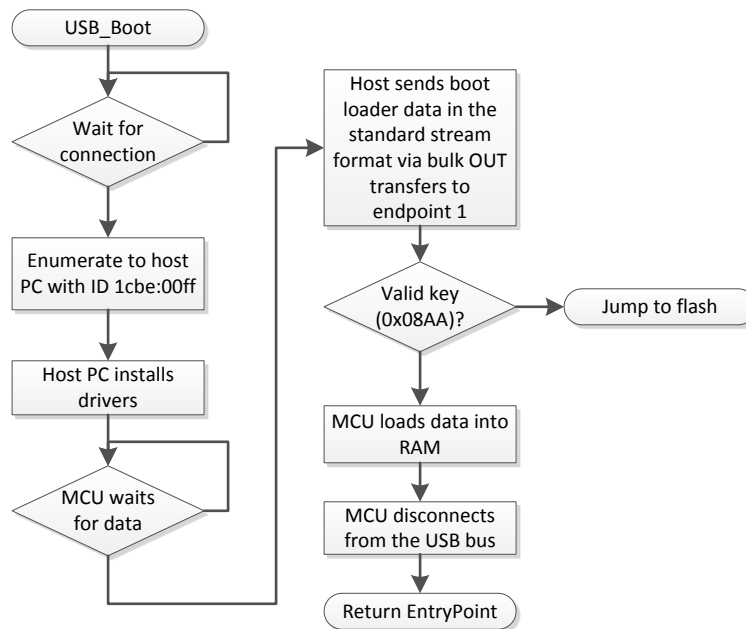 USB_Boot
Wait for
connection
Enumerate to host
PC with ID 1cbe:00ff
Host PC installs
drivers
MCU waits
for data
Host sends boot
loader data in the
standard stream
format via bulk OUT
transfers to
endpoint 1
Valid key
(0x08AA)?
Jump to flash
MCU loads data into
RAM
MCU disconnects
from the USB bus
Return EntryPoint